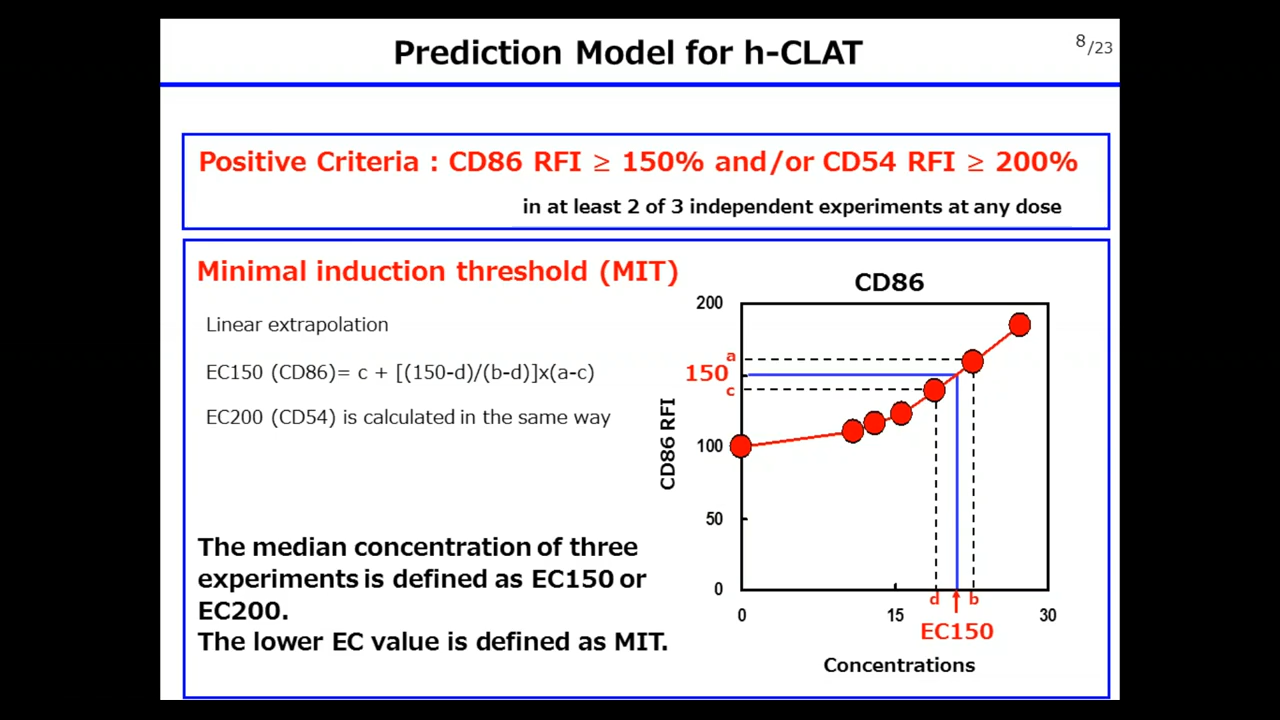 Prediction Model for h-CLAT
8/23
Positive Criteria : CD86 RFI ≥ 150% and/or CD54 RFI ≥ 200%
in at least 2 of 3 independent experiments at any dose
Minimal induction threshold (MIT)
Linear extrapolation
EC150 (CD86)= c + [(150-d)/(b-d)]x(a-c)
EC200 (CD54) is calculated in the same way
The median concentration of three
experiments is defined as EC150 or
EC200.
The lower EC value is defined as MIT.
CD86
200
a
150
c
100
50
0
CD86 RFI
d
b
0
15
30
EC150
Concentrations